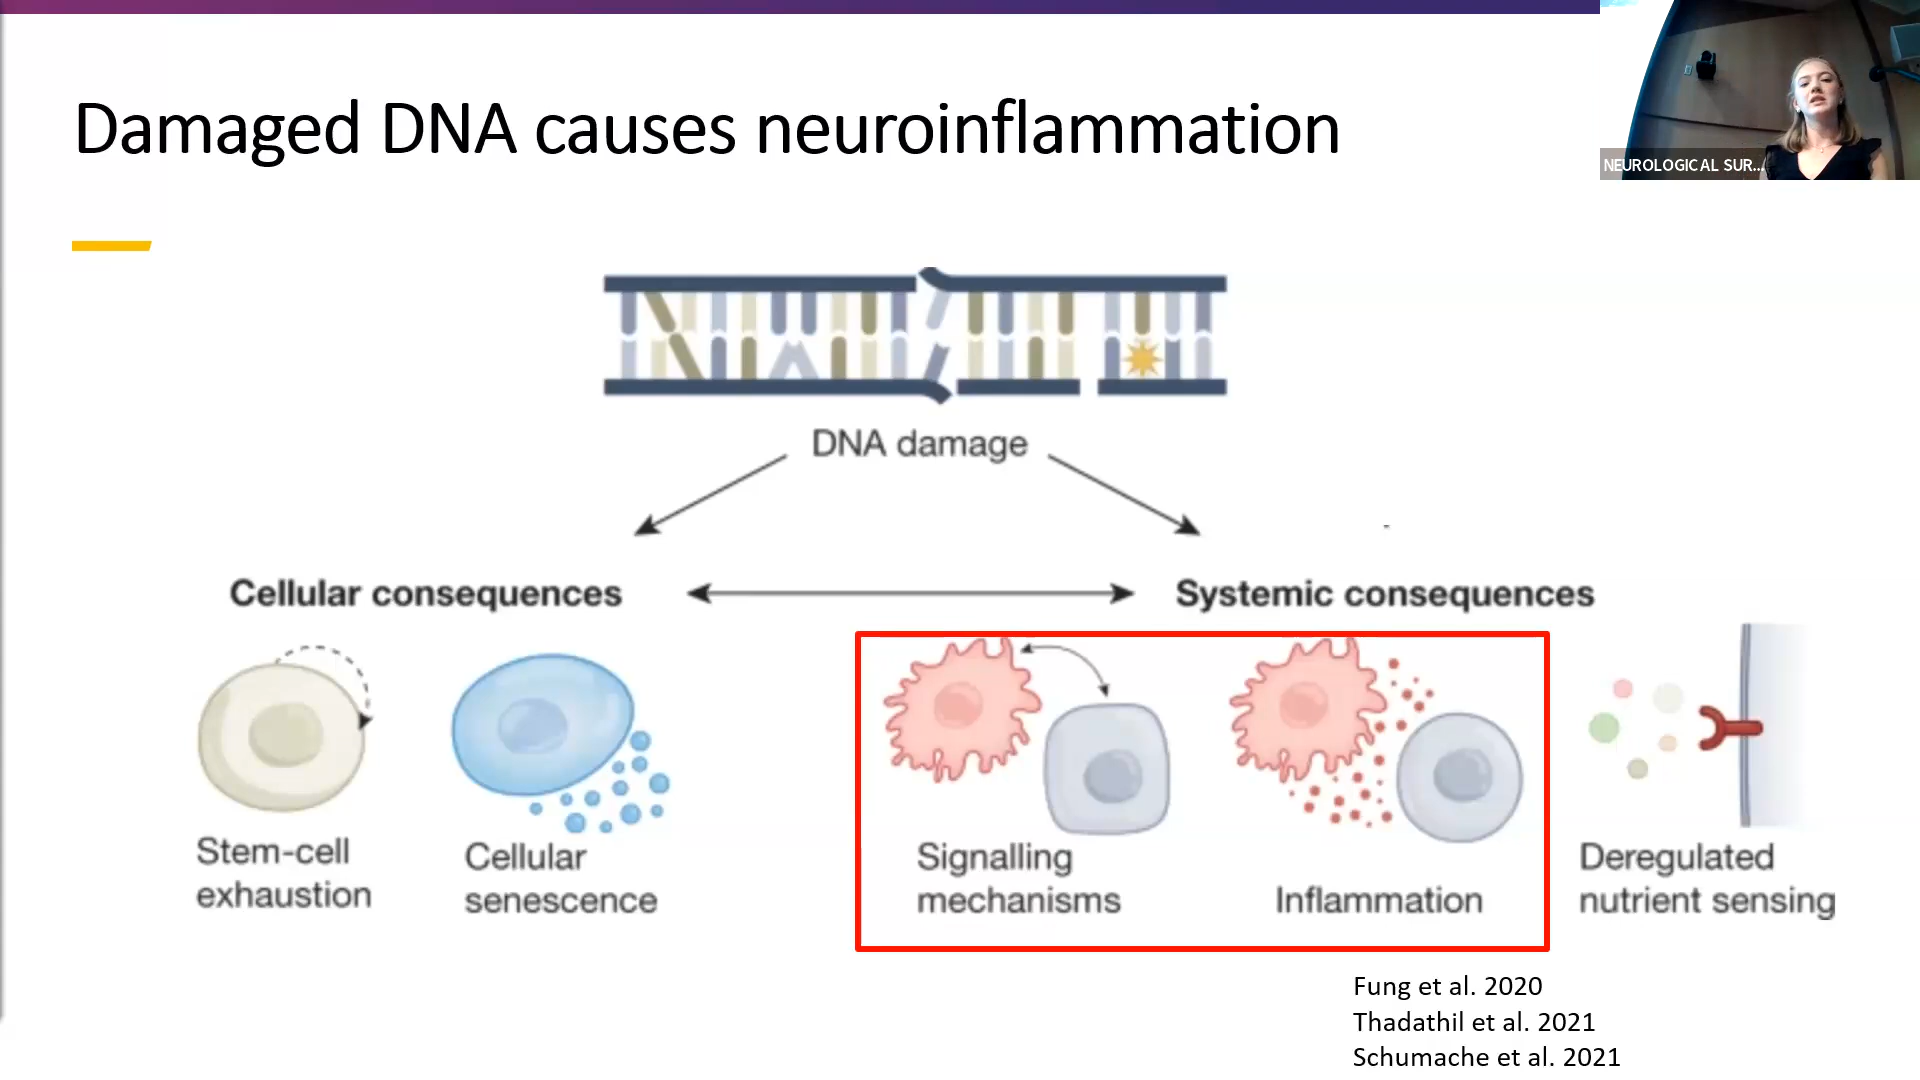 Damaged DNA causes neuroinflammation
NEUROLOGICAL SUR...
DNA damage
Cellular consequences
Systemic consequences
Stem-cell
exhaustion
Cellular
senescence
Signalling
mechanisms
Inflammation
Deregulated
nutrient sensing
Fung et al. 2020
Thadathil et al. 2021
Schumache et al. 2021